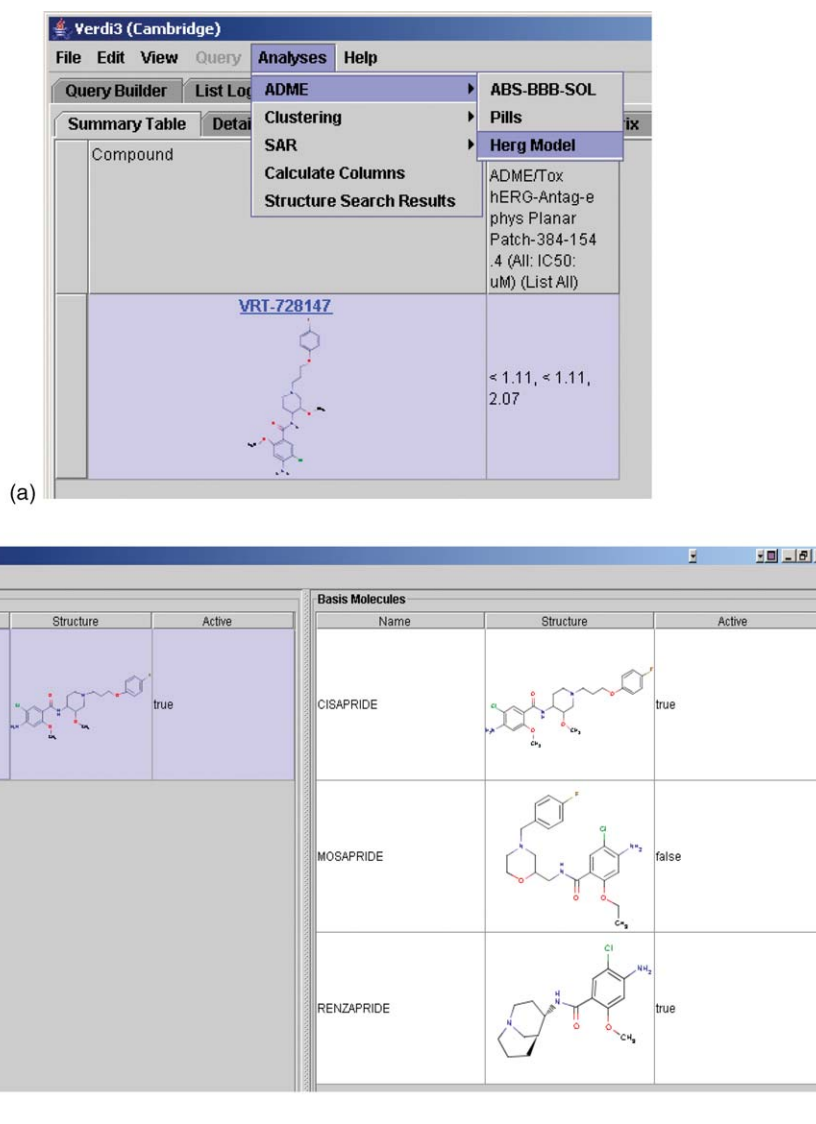 Verdi3 (Cambridge)
File Edit View Query Analyses Help
Query Builder List Log
ADME
ABS-BBB-SOL
Summary Table Detai
Clustering
Pills
ix
Compound
SAR
Herg Model
Calculate Columns
Structure Search Results
ADME/Tox
hERG-Antag-e
phys Planar
Patch-384-154
.4 (All: IC50:
uM) (List All)
VRT-728147
< 1.11, < 1.11,
2.07
(a)
Basis Molecules
Structure Active
Name Structure Active
true
CISAPRIDE
true
MOSAPRIDE
false
RENZAPRIDE
true